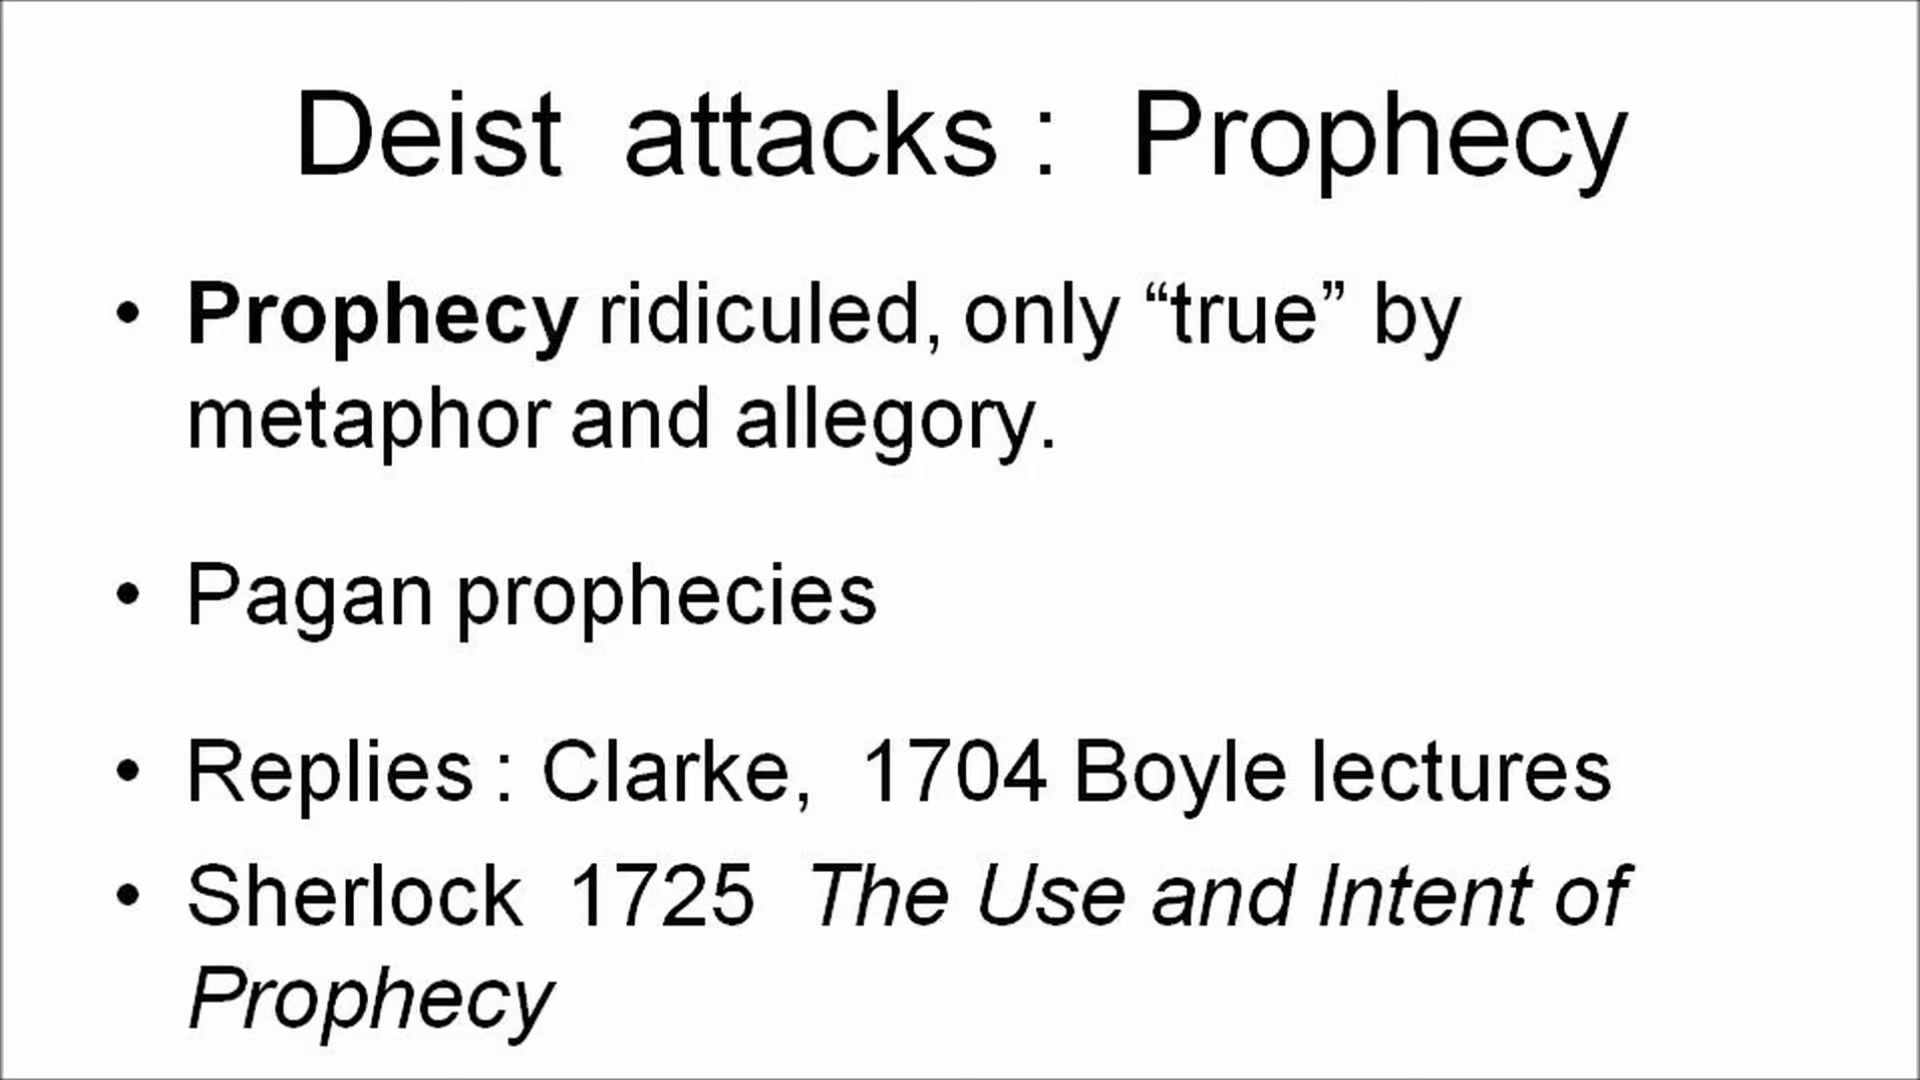 Deist attacks : Prophecy
• Prophecy ridiculed, only “true” by
metaphor and allegory.
• Pagan prophecies
• Replies : Clarke, 1704 Boyle lectures
• Sherlock 1725 The Use and Intent of
Prophecy